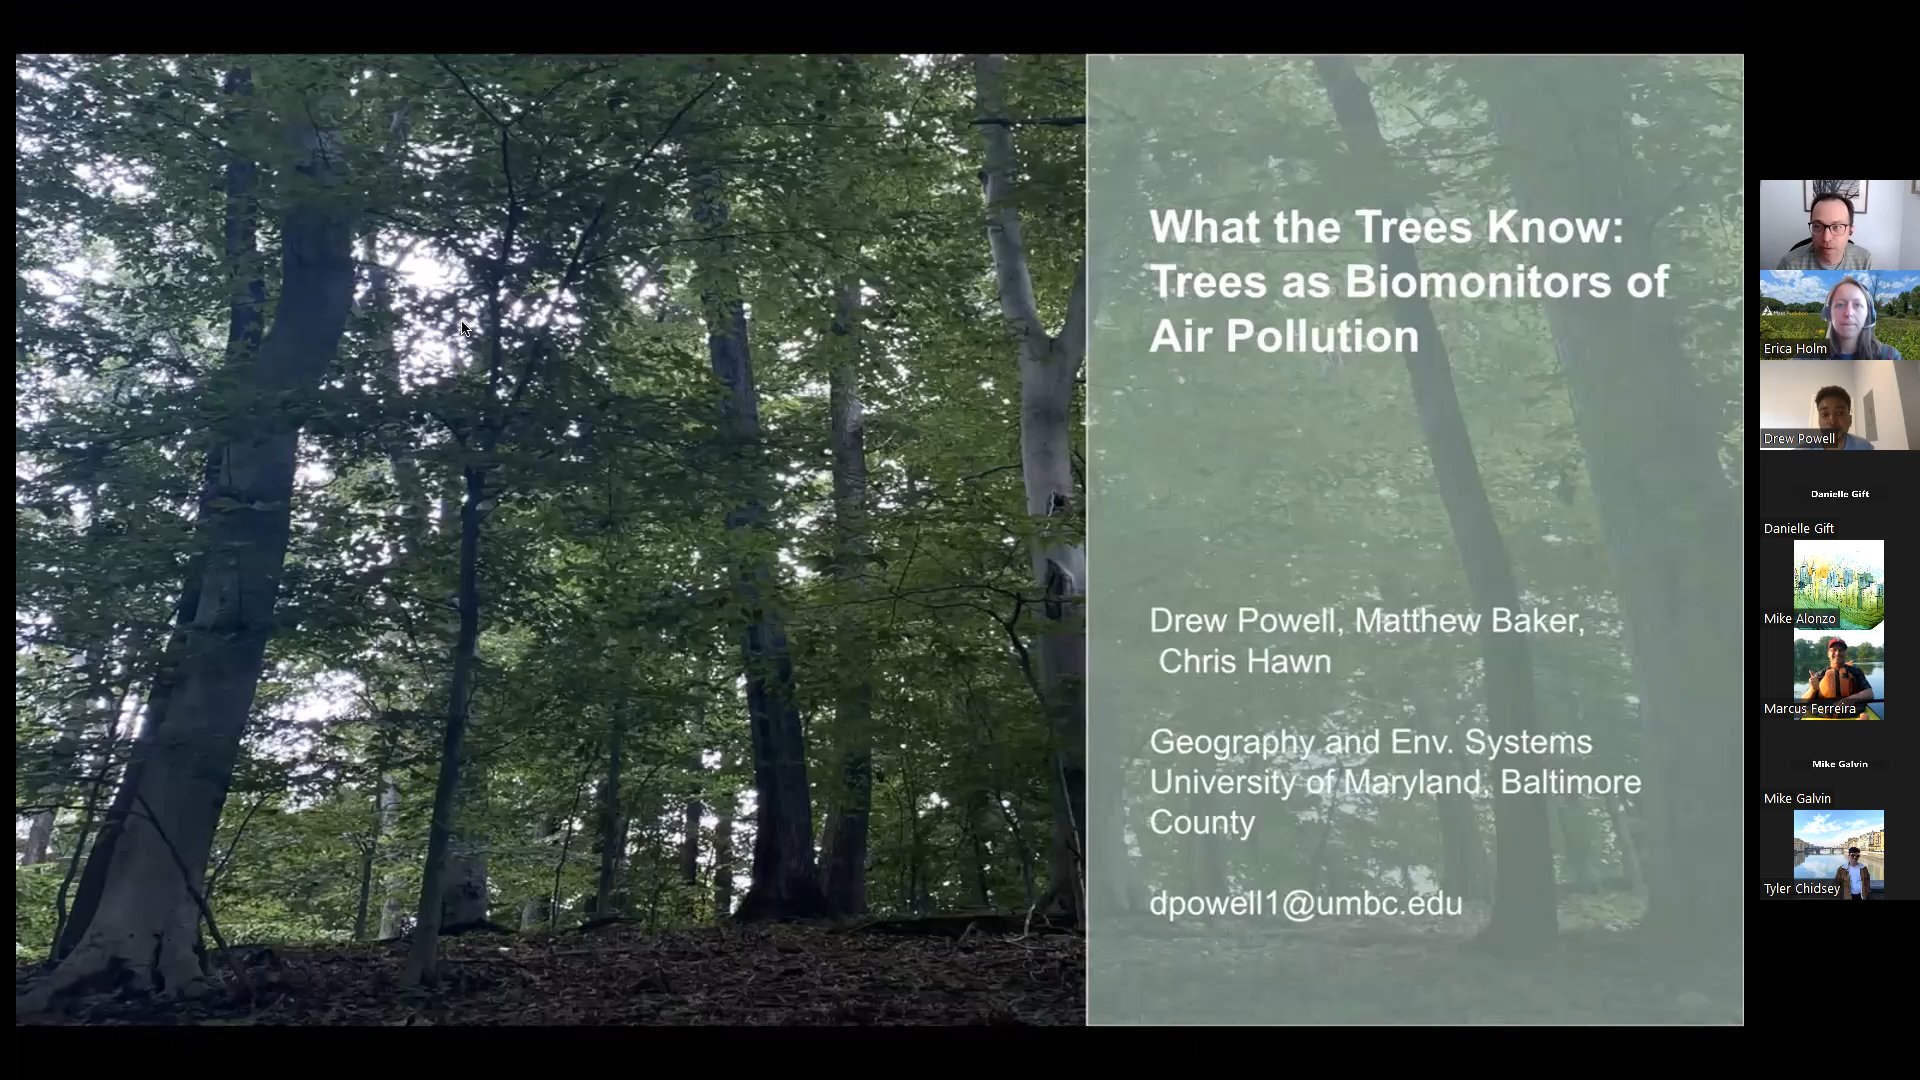 What the Trees Know:
Trees as Biomonitors of
Air Pollution
Drew Powell, Matthew Baker,
Chris Hawn
Geography and Env. Systems
University of Maryland, Baltimore
County
dpowell1@umbc.edu
Mass Audubon
Erica Holm
Drew Powell
Danielle Gift
Danielle Gift
Mike Alonzo
Marcus Ferreira
Mike Galvin
Mike Galvin
Tyler Chidsey